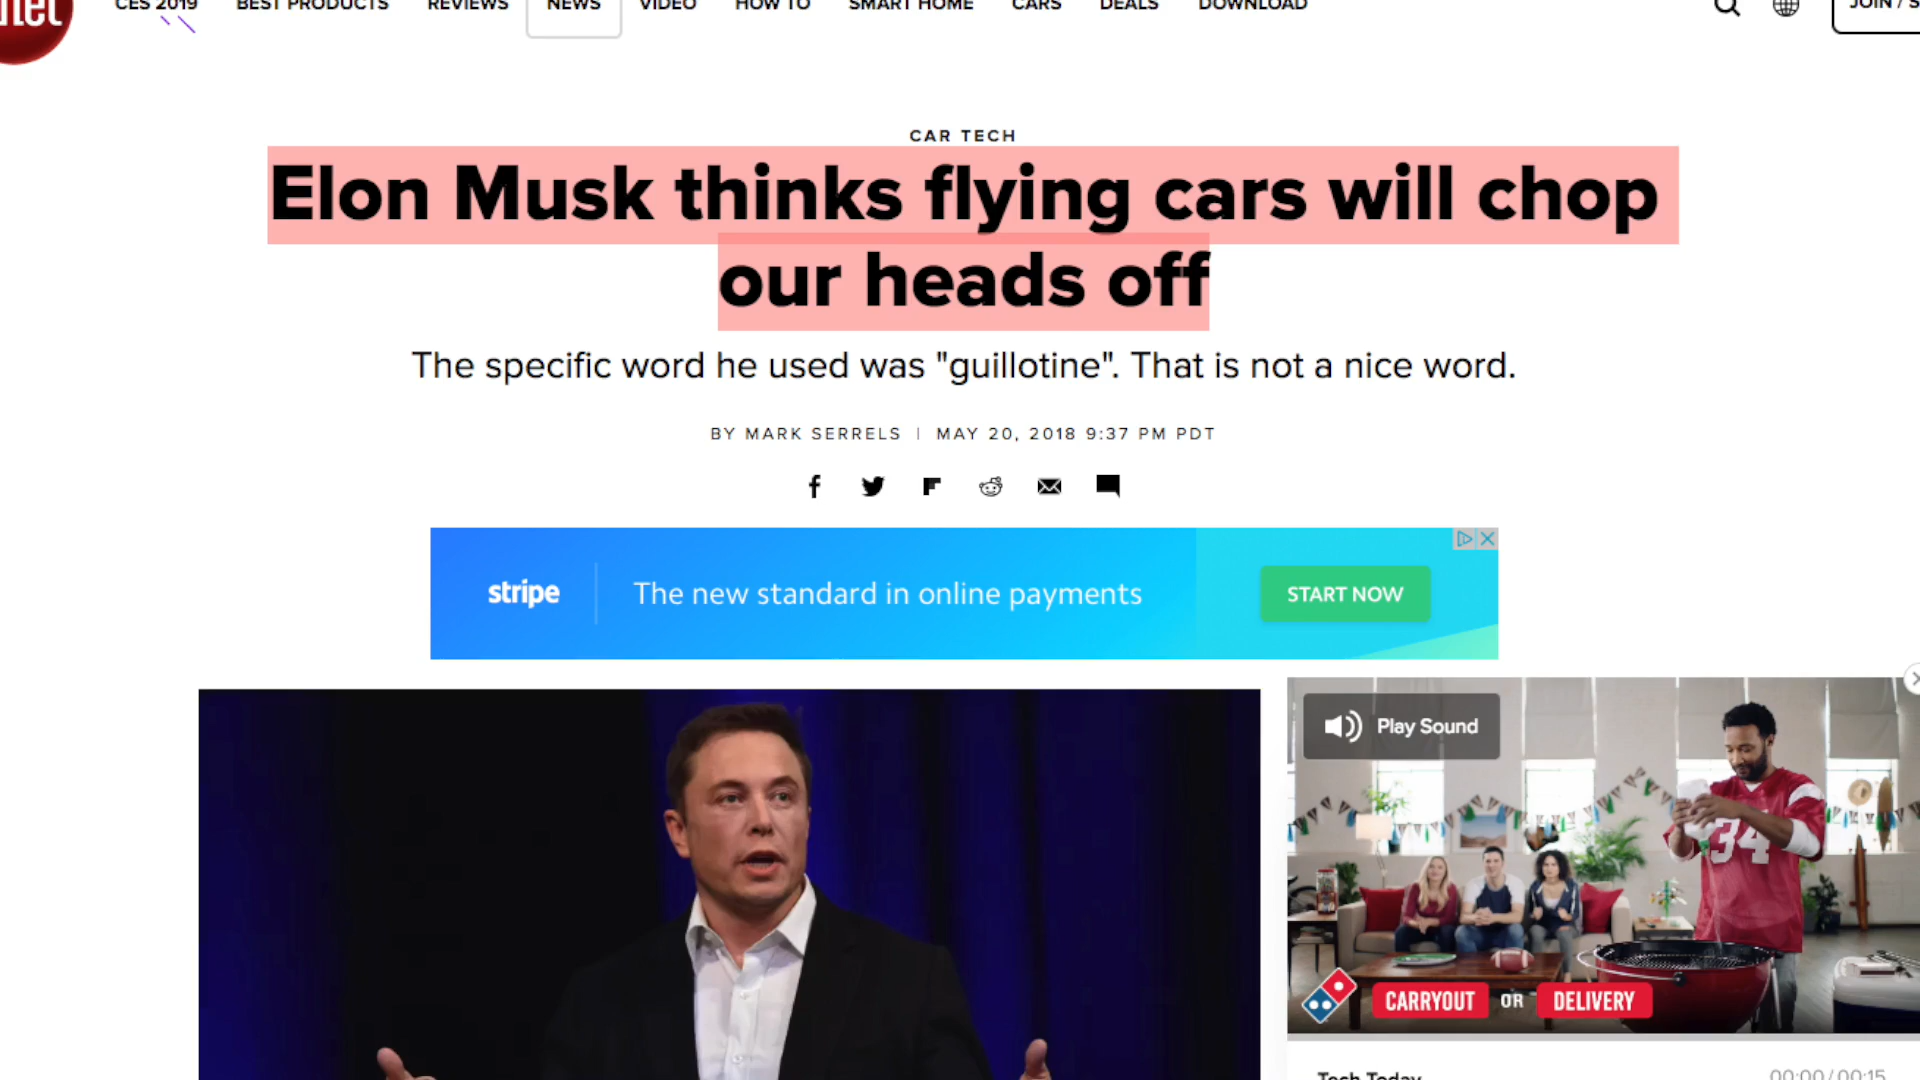 CES 2019 BEST PRODUCTS REVIEWS NEWS VIDEO HOW TO SMART HOME CARS DEALS DOWNLOAD
CAR TECH
Elon Musk thinks flying cars will chop
our heads off
The specific word he used was "guillotine". That is not a nice word.
BY MARK SERRELS | MAY 20, 2018 9:37 PM PDT
stripe
The new standard in online payments
START NOW
Play Sound
34
CARRYOUT OR DELIVERY
Tech Today
00:00/00:15